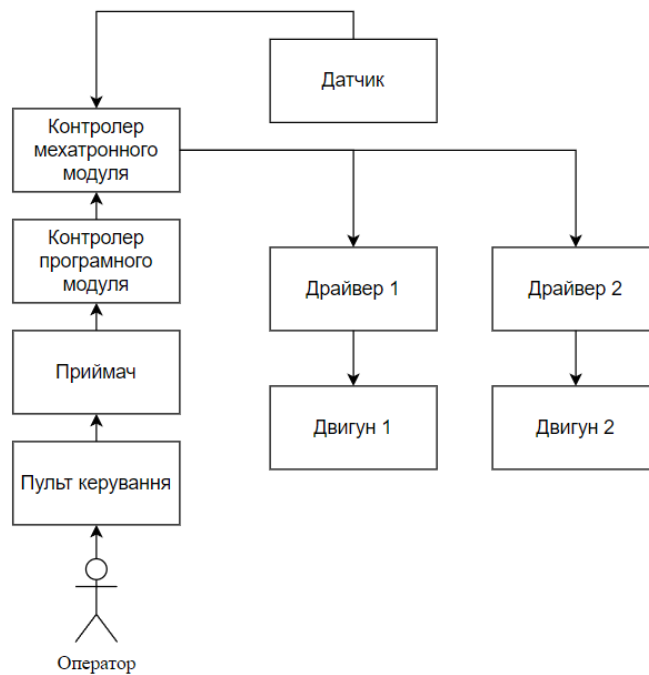 Датчик
Контролер
мехатронного
модуля
Контролер
програмного
модуля
Драйвер 1
Драйвер 2
Приймач
Двигун 1
Двигун 2
Пульт керування
Оператор